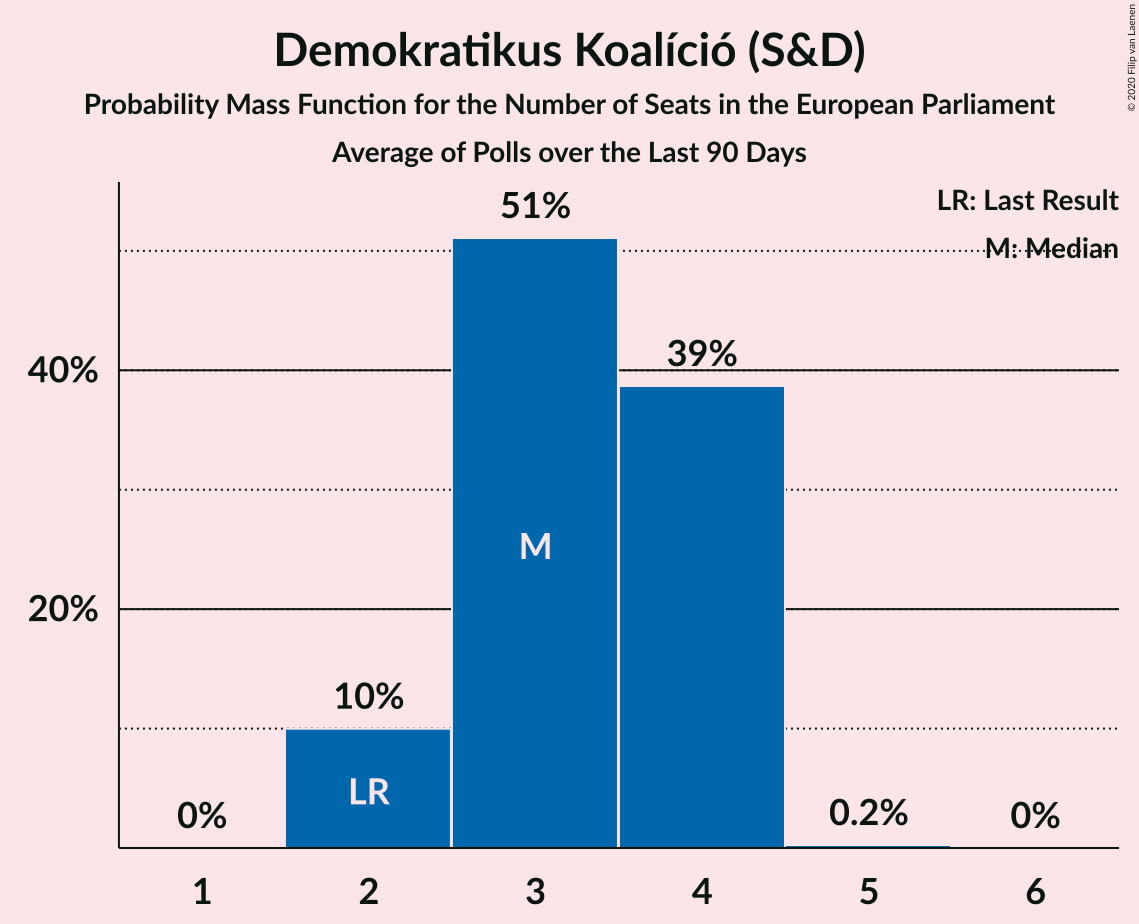 Demokratikus Koalíció (S&D)
Probability Mass Function for the Number of Seats in the European Parliament
Average of Polls over the Last 90 Days
© 2020 Filip van Laenen
LR: Last Result
M: Median
51%
39%
40%
M
20%
10%
LR
0%
0.2%
0%
1 2 3 4 5 6